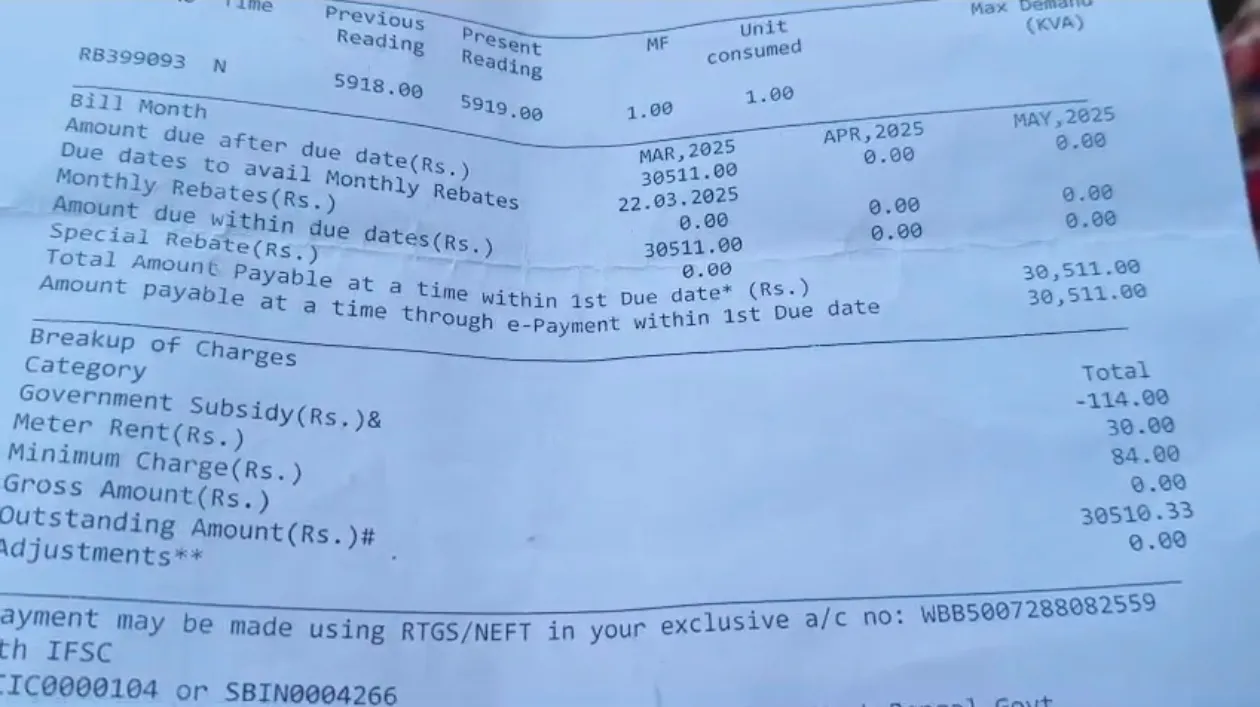 Time Previous Reading Present Reading MF Unit consumed Max Demand (KVA)
RB399093 N 5918.00 5919.00 1.00 1.00
Bill Month MAR,2025 APR,2025 MAY,2025
Amount due after due date(Rs.) 30511.00 0.00 0.00
Due dates to avail Monthly Rebates 22.03.2025
Monthly Rebates(Rs.) 0.00 0.00 0.00
Amount due within due dates(Rs.) 30511.00 0.00 0.00
Special Rebate(Rs.) 0.00
Total Amount Payable at a time within 1st Due date* (Rs.) 30,511.00
Amount payable at a time through e-Payment within 1st Due date 30,511.00
Breakup of Charges
Category Total
Government Subsidy(Rs.)& -114.00
Meter Rent(Rs.) 30.00
Minimum Charge(Rs.) 84.00
Gross Amount(Rs.) 0.00
Outstanding Amount(Rs.)# 30510.33
Adjustments** 0.00
ayment may be made using RTGS/NEFT in your exclusive a/c no: WBB5007288082559
th IFSC
CIC0000104 or SBIN0004266
Govt